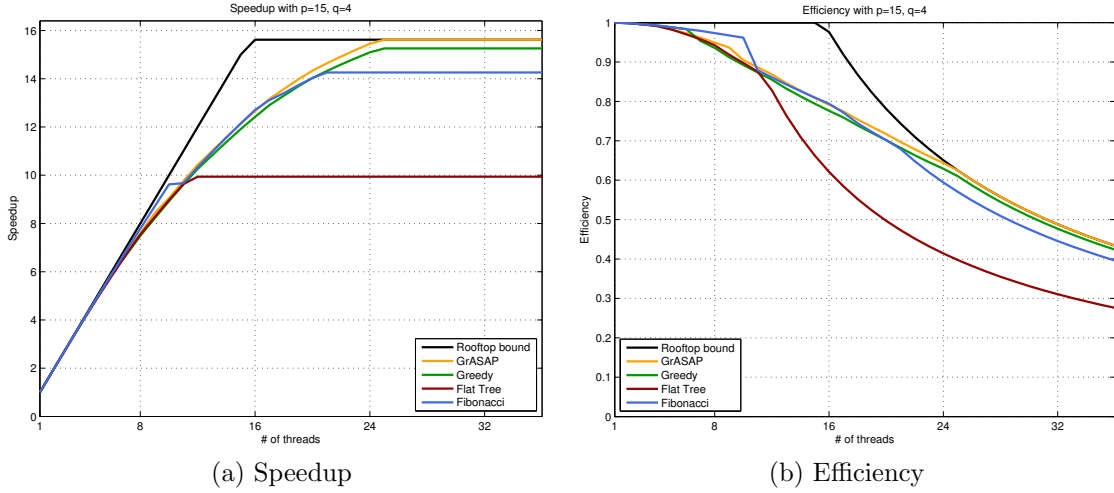 Speedup with p=15, q=4
16
14
12
10
8
6
4
2
0
Speedup
1
8
16
24
32
# of threads
Rooftop bound
GrASAP
Greedy
Flat Tree
Fibonacci
(a) Speedup
Efficiency with p=15, q=4
1
0.9
0.8
0.7
0.6
0.5
0.4
0.3
0.2
0.1
0
Efficiency
1
8
16
24
32
# of threads
Rooftop bound
GrASAP
Greedy
Flat Tree
Fibonacci
(b) Efficiency